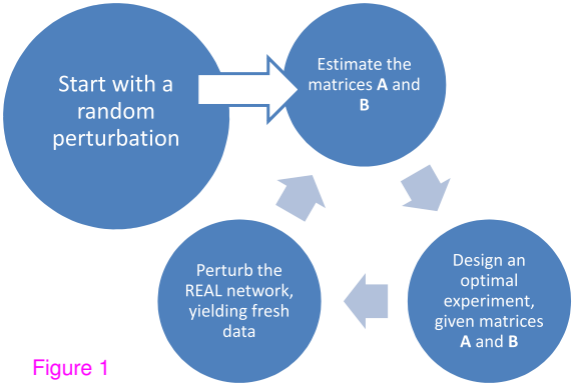 Start with a
random
perturbation
Estimate the
matrices A and
B
Design an
optimal
experiment,
given matrices
A and B
Perturb the
REAL network,
yielding fresh
data
Figure 1